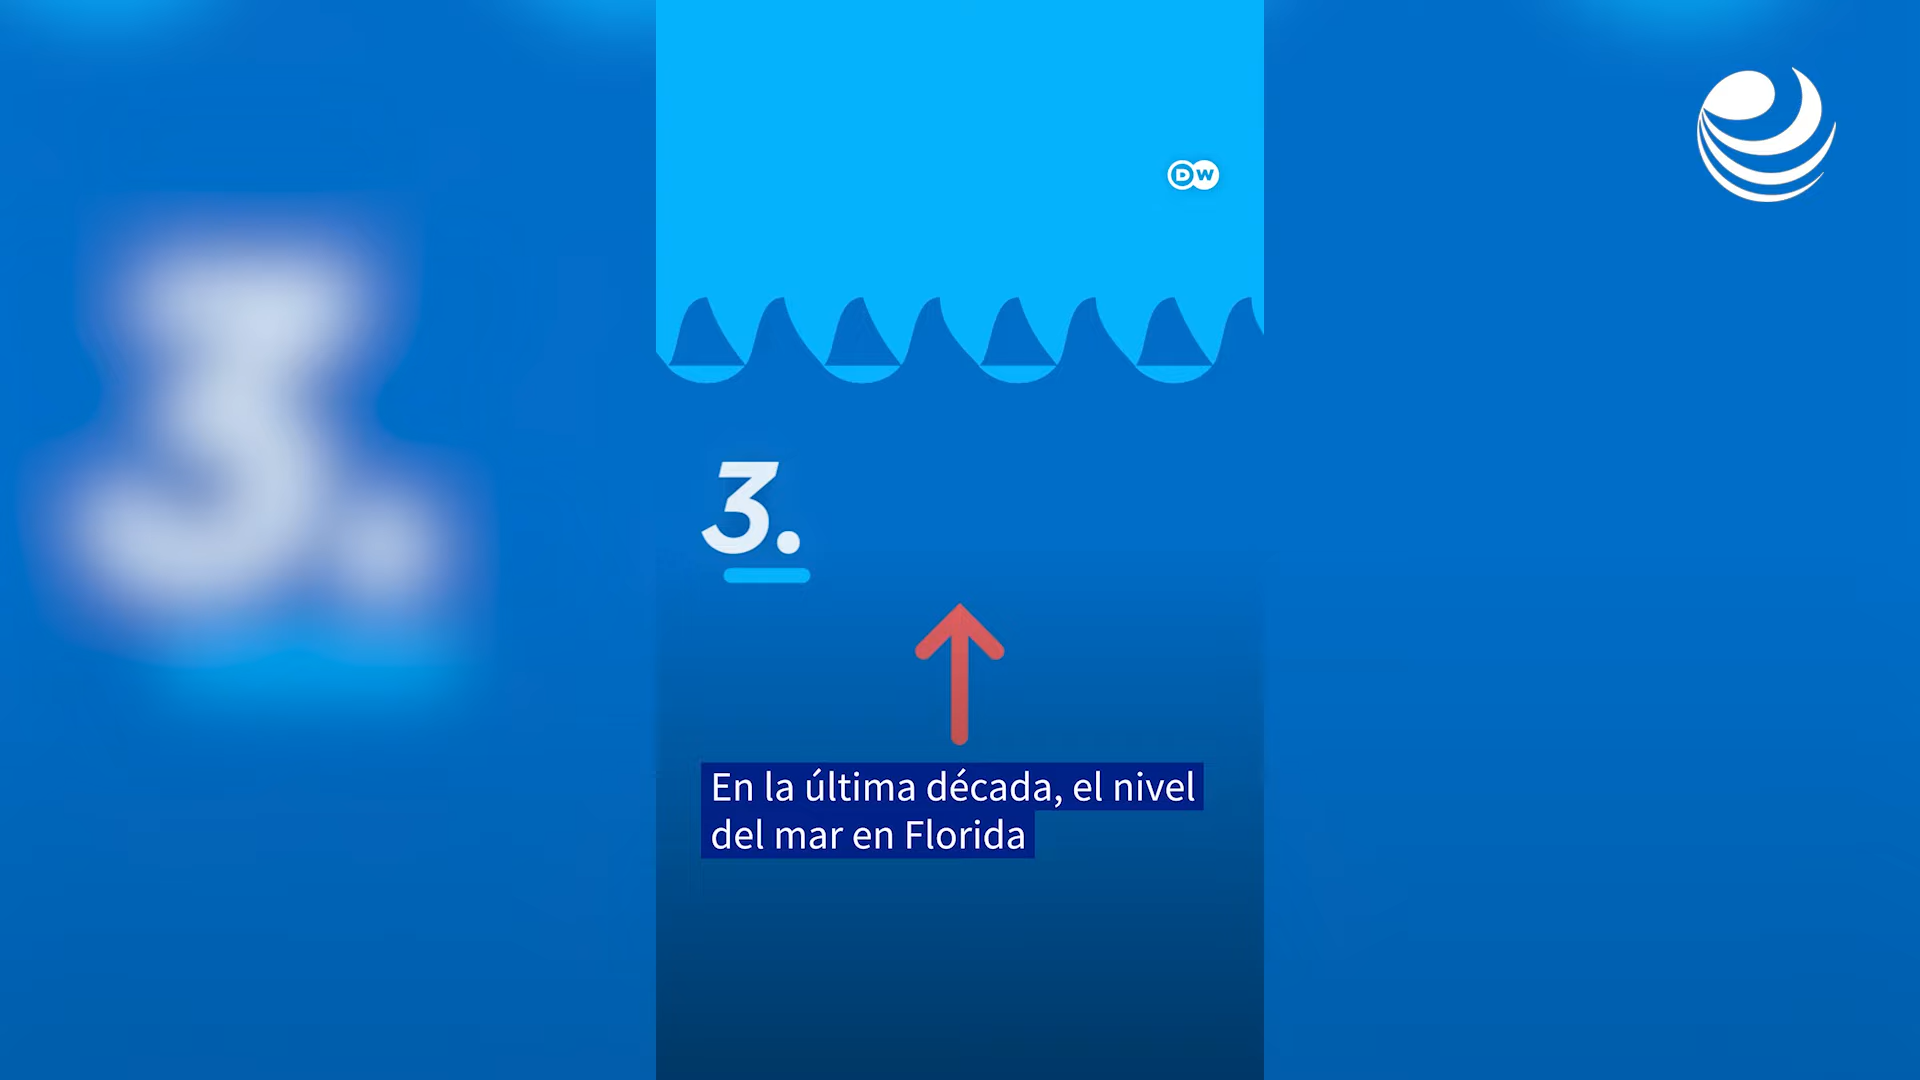 DW
3.
En la última década, el nivel
del mar en Florida